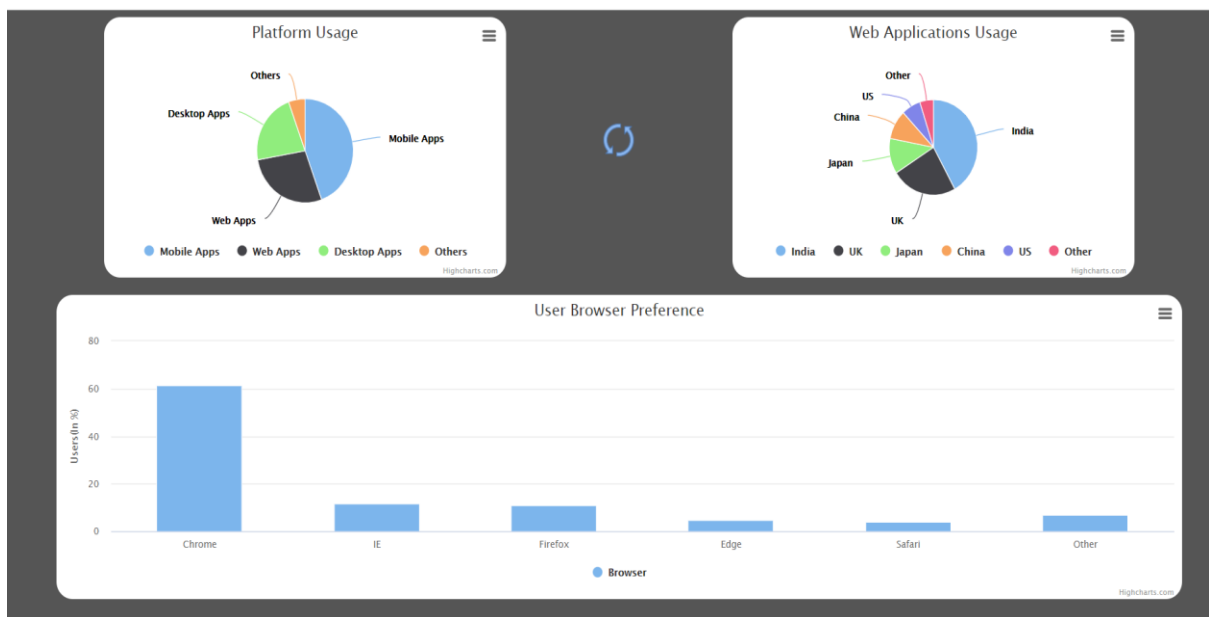 Platform Usage
Others
Desktop Apps
Mobile Apps
Web Apps
Mobile Apps Web Apps Desktop Apps Others
Highcharts.com
Web Applications Usage
Other
US
China
India
Japan
UK
India UK Japan China US Other
Highcharts.com
User Browser Preference
80
60
40
20
0
Users(In %)
Chrome IE Firefox Edge Safari Other
Browser
Highcharts.com